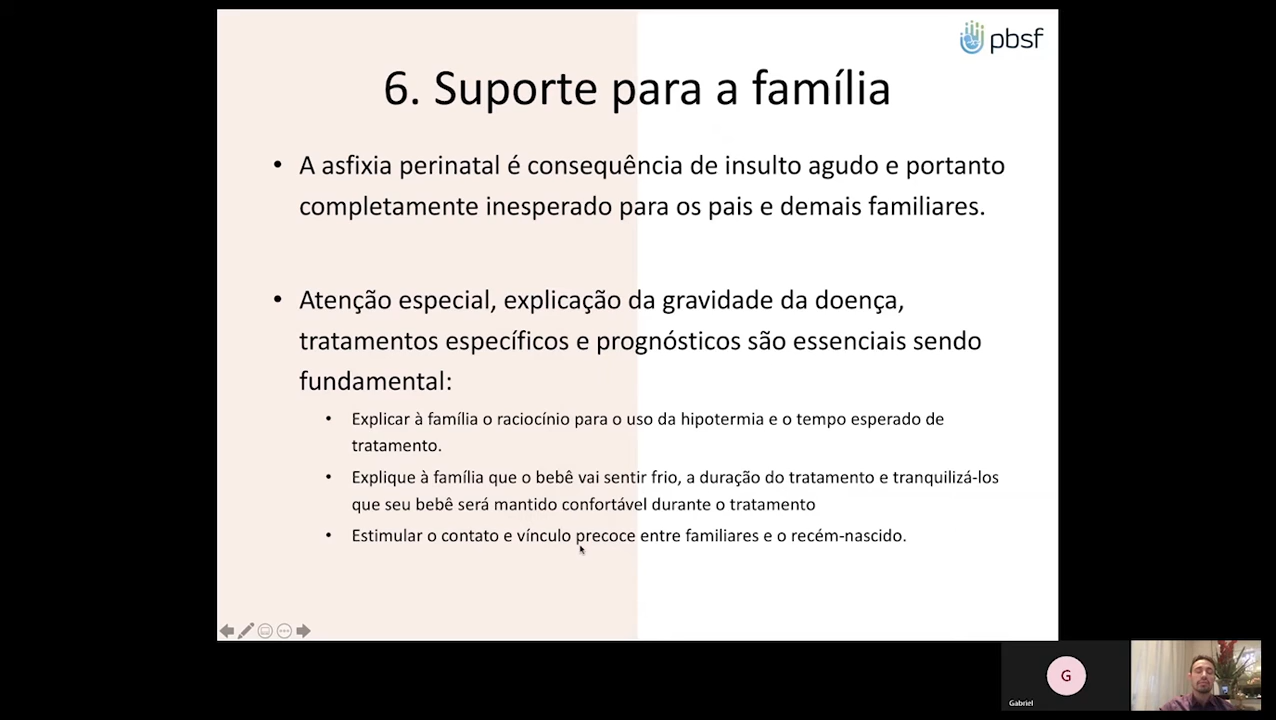 pbsf
6. Suporte para a família
• A asfixia perinatal é consequência de insulto agudo e portanto
completamente inesperado para os pais e demais familiares.
• Atenção especial, explicação da gravidade da doença,
tratamentos específicos e prognósticos são essenciais sendo
fundamental:
• Explicar à família o raciocínio para o uso da hipotermia e o tempo esperado de
tratamento.
• Explique à família que o bebê vai sentir frio, a duração do tratamento e tranquilizá-los
que seu bebê será mantido confortável durante o tratamento
• Estimular o contato e vínculo precoce entre familiares e o recém-nascido.
G
Gabriel